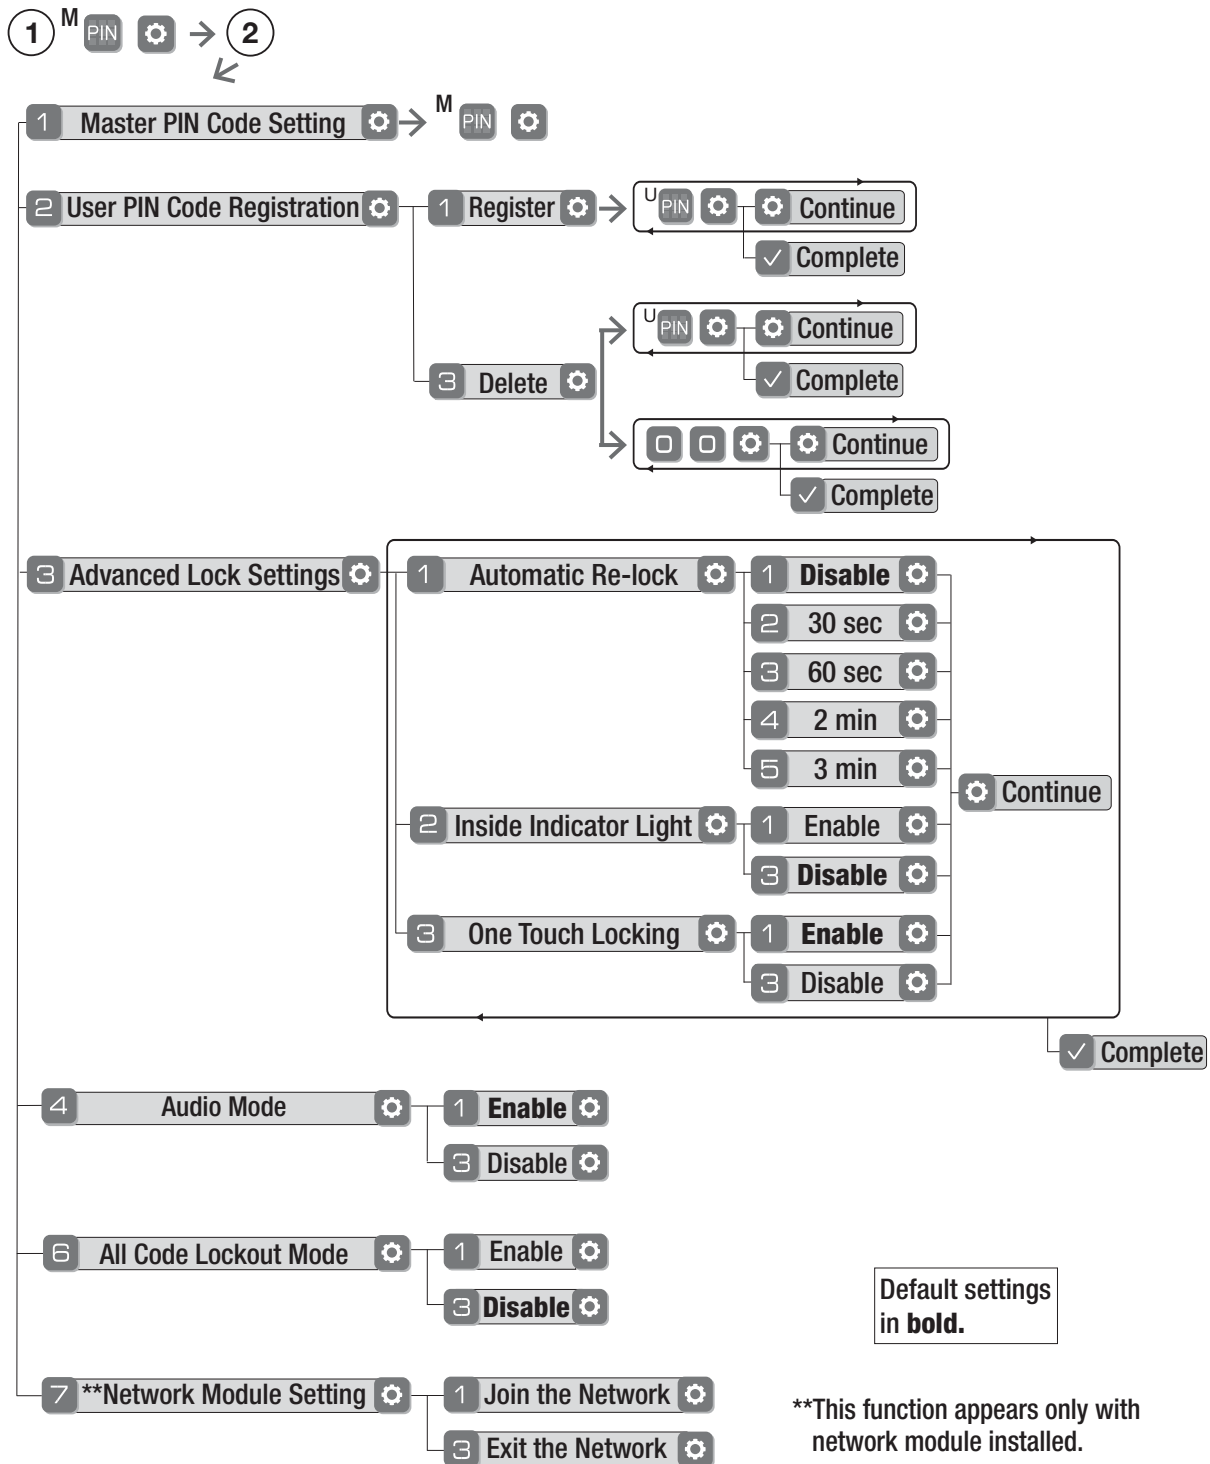 1 M PIN 2
1 Master PIN Code Setting M PIN
2 User PIN Code Registration 1 Register U PIN Continue
Complete
U PIN Continue
3 Delete Complete
0 0 Continue
Complete
3 Advanced Lock Settings 1 Automatic Re-lock 1 Disable
2 30 sec
3 60 sec
4 2 min
5 3 min
Continue
2 Inside Indicator Light 1 Enable
3 Disable
3 One Touch Locking 1 Enable
3 Disable
Complete
4 Audio Mode 1 Enable
3 Disable
6 All Code Lockout Mode 1 Enable
3 Disable
Default settings
in bold.
7 **Network Module Setting 1 Join the Network
3 Exit the Network
**This function appears only with
network module installed.